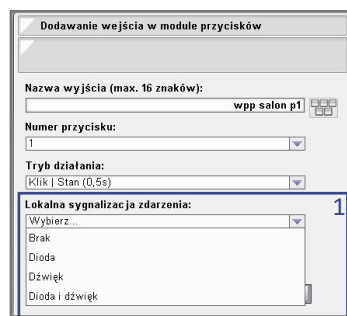 Dodawanie wejścia w module przycisków
Nazwa wyjścia (max. 16 znaków):
wpp salon p1
Numer przycisku:
1
Tryb działania:
Klik | Stan (0,5s)
Lokalna sygnalizacja zdarzenia:
1
Wybierz...
Brak
Dioda
Dźwięk
Dioda i dźwięk